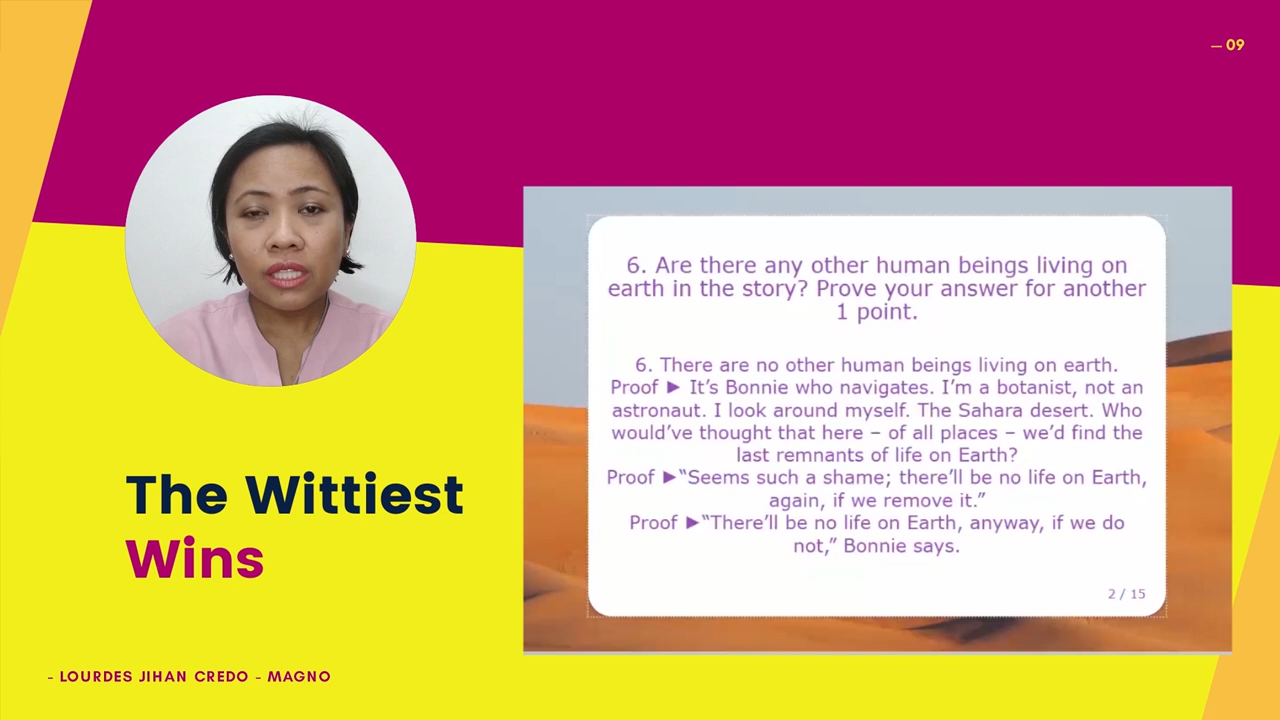 — 09
6. Are there any other human beings living on
earth in the story? Prove your answer for another
1 point.
6. There are no other human beings living on earth.
Proof ► It's Bonnie who navigates. I'm a botanist, not an
astronaut. I look around myself. The Sahara desert. Who
would've thought that here – of all places – we'd find the
last remnants of life on Earth?
Proof ►“Seems such a shame; there'll be no life on Earth,
again, if we remove it.”
Proof ►“There'll be no life on Earth, anyway, if we do
not,” Bonnie says.
2 / 15
The Wittiest
Wins
- LOURDES JIHAN CREDO - MAGNO